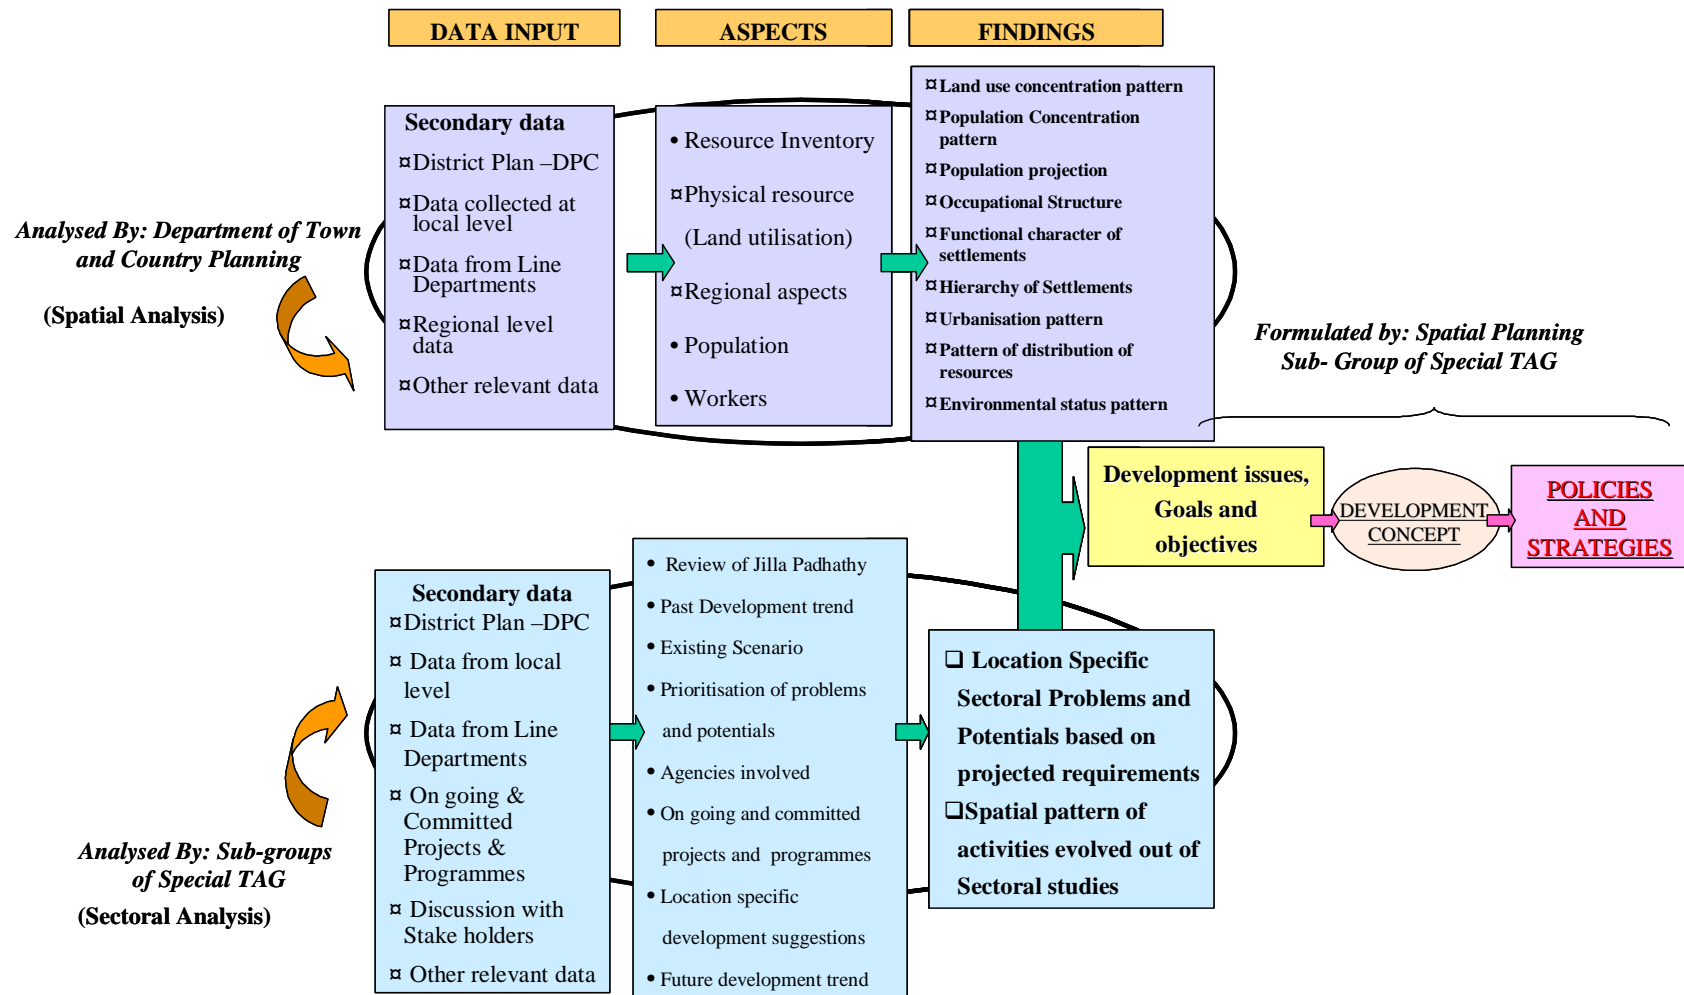 DATA INPUT
ASPECTS
FINDINGS
Analysed By: Department of Town
and Country Planning
(Spatial Analysis)
Secondary data
¤District Plan –DPC
¤Data collected at
local level
¤Data from Line
Departments
¤Regional level
data
¤Other relevant data
• Resource Inventory
¤Physical resource
(Land utilisation)
¤Regional aspects
• Population
• Workers
¤Land use concentration pattern
¤Population Concentration
pattern
¤Population projection
¤Occupational Structure
¤Functional character of
settlements
¤Hierarchy of Settlements
¤Urbanisation pattern
¤Pattern of distribution of
resources
¤Environmental status pattern
Formulated by: Spatial Planning
Sub- Group of Special TAG
Development issues,
Goals and
objectives
DEVELOPMENT
CONCEPT
POLICIES
AND
STRATEGIES
Analysed By: Sub-groups
of Special TAG
(Sectoral Analysis)
Secondary data
¤District Plan –DPC
¤ Data from local
level
¤ Data from Line
Departments
¤ On going &
Committed
Projects &
Programmes
¤ Discussion with
Stake holders
¤ Other relevant data
• Review of Jilla Padhathy
• Past Development trend
• Existing Scenario
• Prioritisation of problems
and potentials
• Agencies involved
• On going and committed
projects and programmes
• Location specific
development suggestions
• Future development trend
❑ Location Specific
Sectoral Problems and
Potentials based on
projected requirements
❑Spatial pattern of
activities evolved out of
Sectoral studies